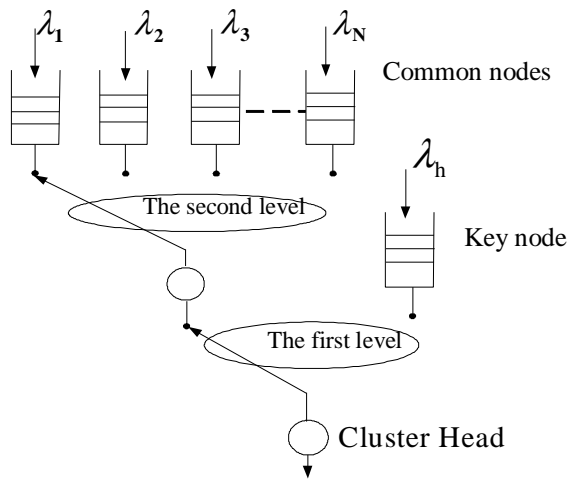 λ1 λ2 λ3 λN
Common nodes
λh
The second level
Key node
The first level
Cluster Head